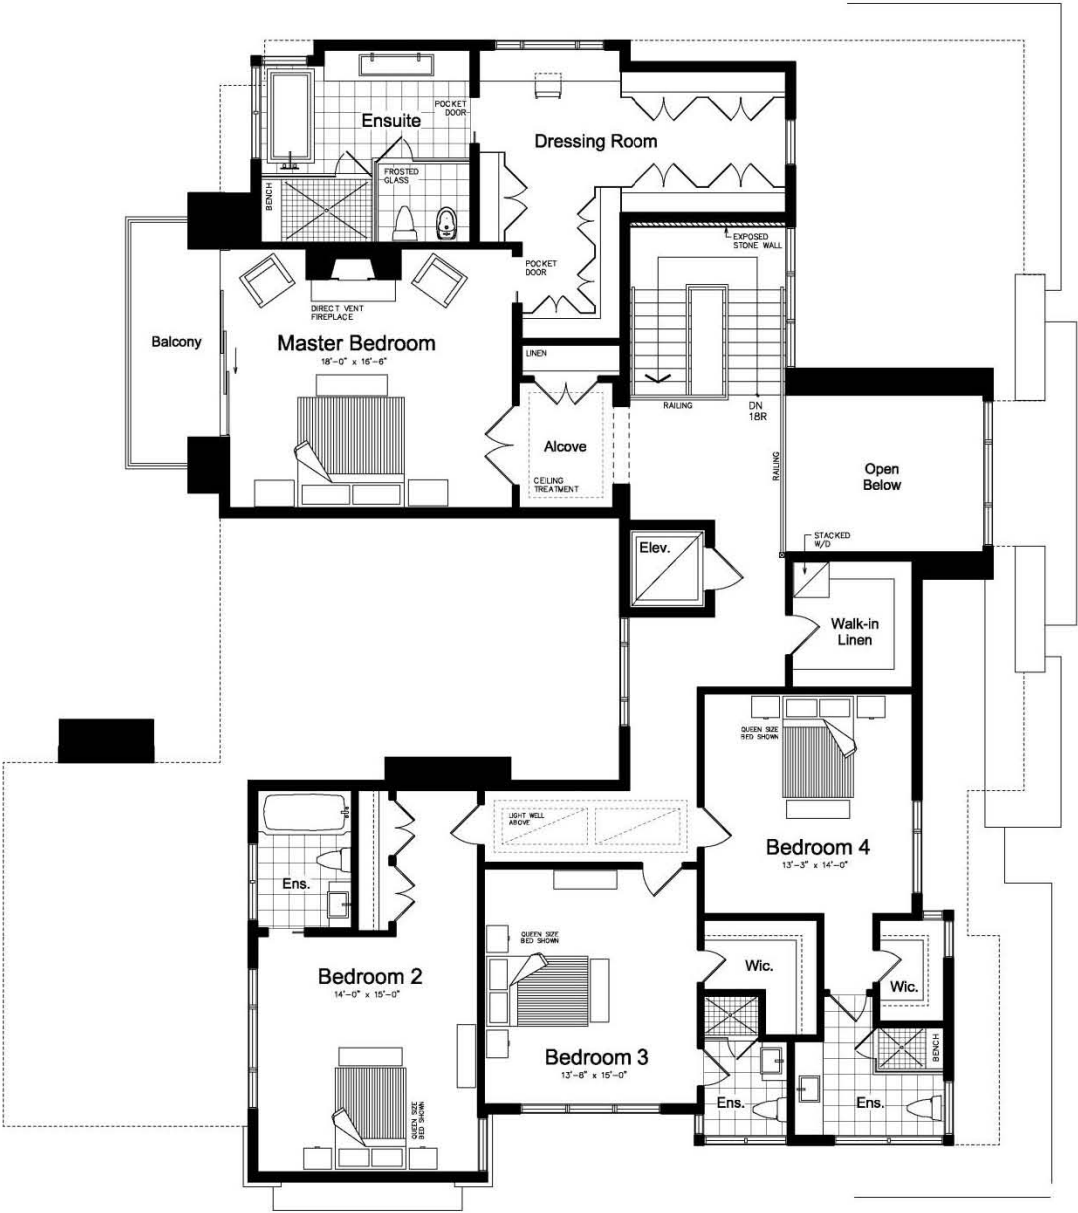 POCKET
DOOR
Ensuite
Dressing Room
FROSTED
GLASS
BENCH
EXPOSED
STONE WALL
POCKET
DOOR
DIRECT VENT
FIREPLACE
Balcony
Master Bedroom
18'-0" x 15'-6"
LINEN
RAILING
DN
18R
Alcove
CEILING
TREATMENT
RAILING
Open
Below
STACKED
W/D
Elev.
Walk-in
Linen
QUEEN SIZE
BED SHOWN
LIGHT WELL
ABOVE
Bedroom 4
13'-3" x 14'-0"
Ens.
QUEEN SIZE
BED SHOWN
Bedroom 2
14'-0" x 15'-0"
Wic.
Wic.
Bedroom 3
13'-8" x 15'-0"
BENCH
Ens.
Ens.
QUEEN SIZE
BED SHOWN